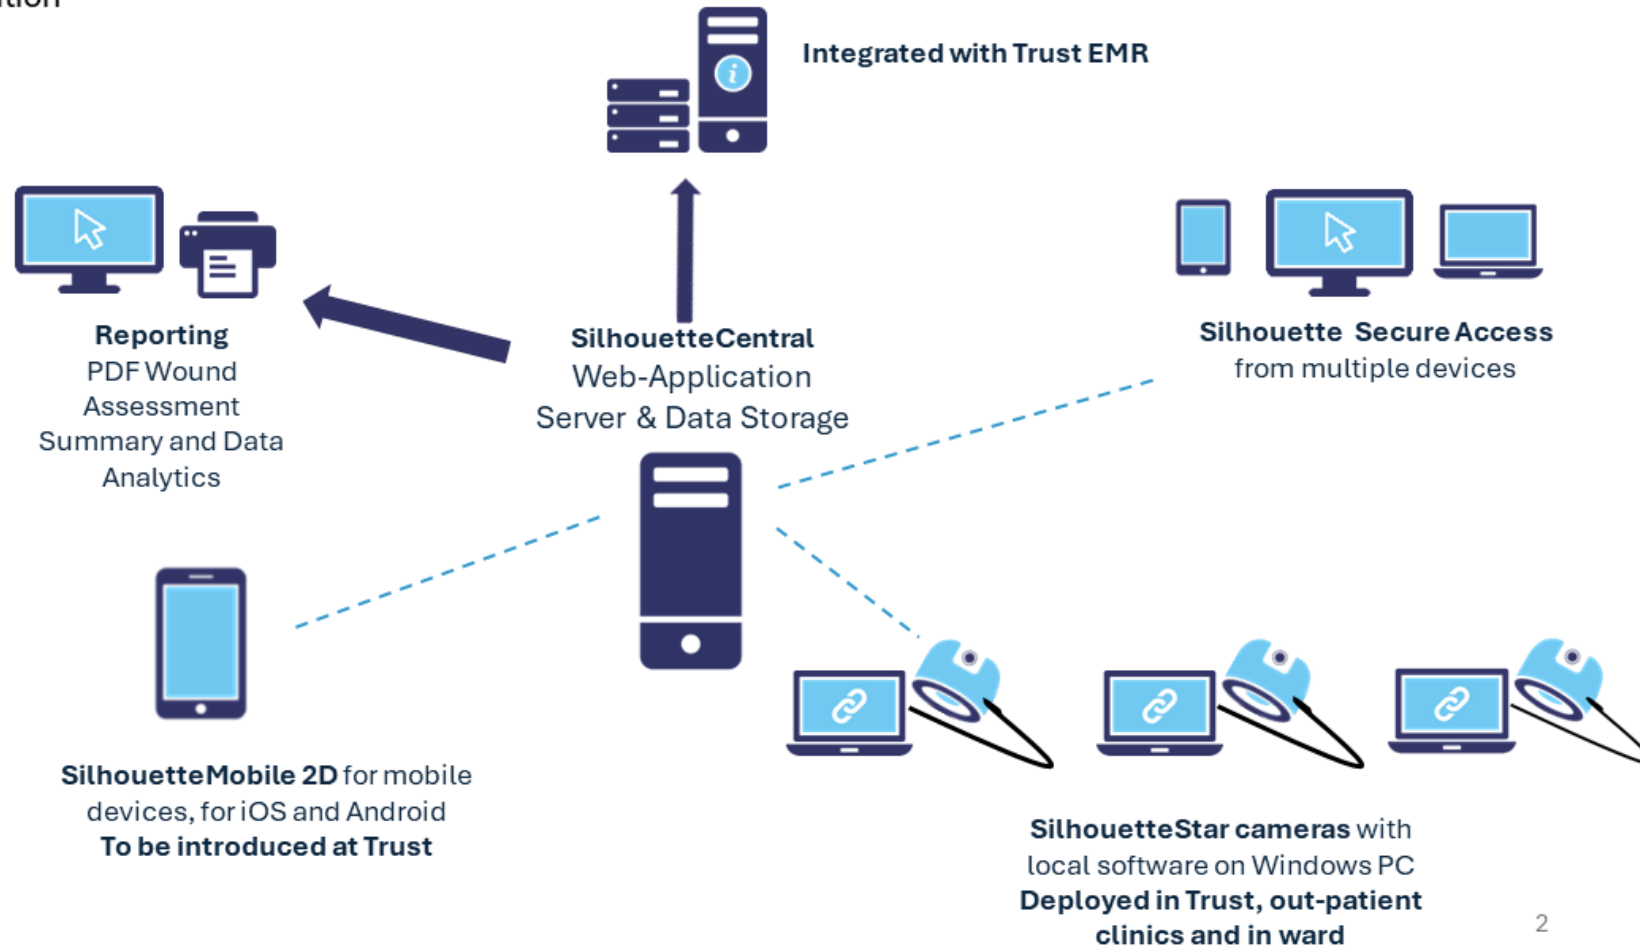 Integrated with Trust EMR
Reporting
PDF Wound
Assessment
Summary and Data
Analytics
SilhouetteCentral
Web-Application
Server & Data Storage
Silhouette Secure Access
from multiple devices
SilhouetteMobile 2D for mobile
devices, for iOS and Android
To be introduced at Trust
SilhouetteStar cameras with
local software on Windows PC
Deployed in Trust, out-patient
clinics and in ward
2